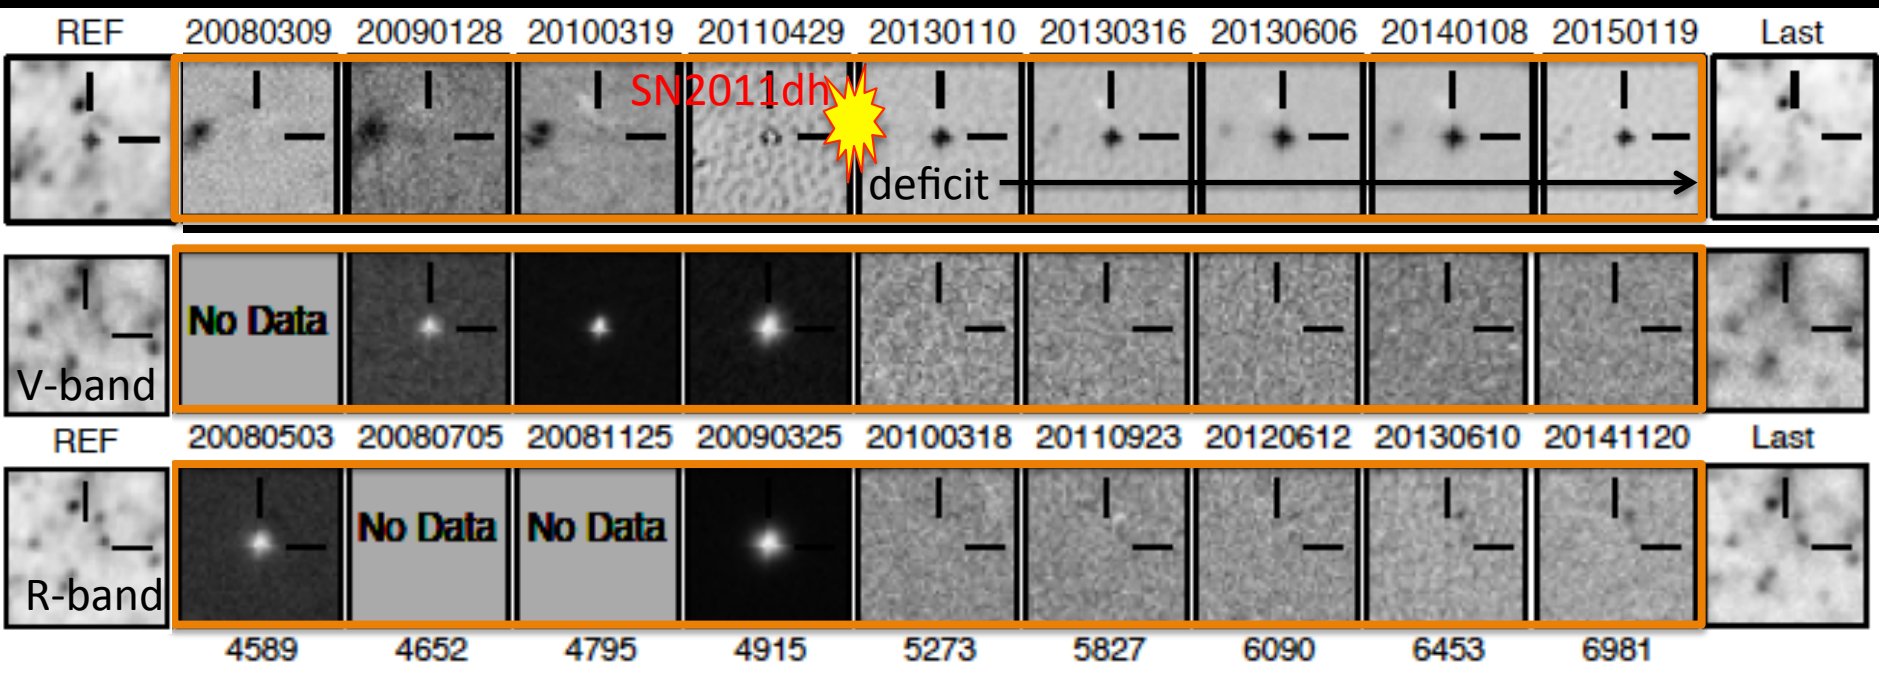 REF 20080309 20090128 20100319 20110429 20130110 20130316 20130606 20140108 20150119 Last
SN2011dh
deficit
No Data
V-band
REF 20080503 20080705 20081125 20090325 20100318 20110923 20120612 20130610 20141120 Last
No Data No Data
R-band
4589 4652 4795 4915 5273 5827 6090 6453 6981